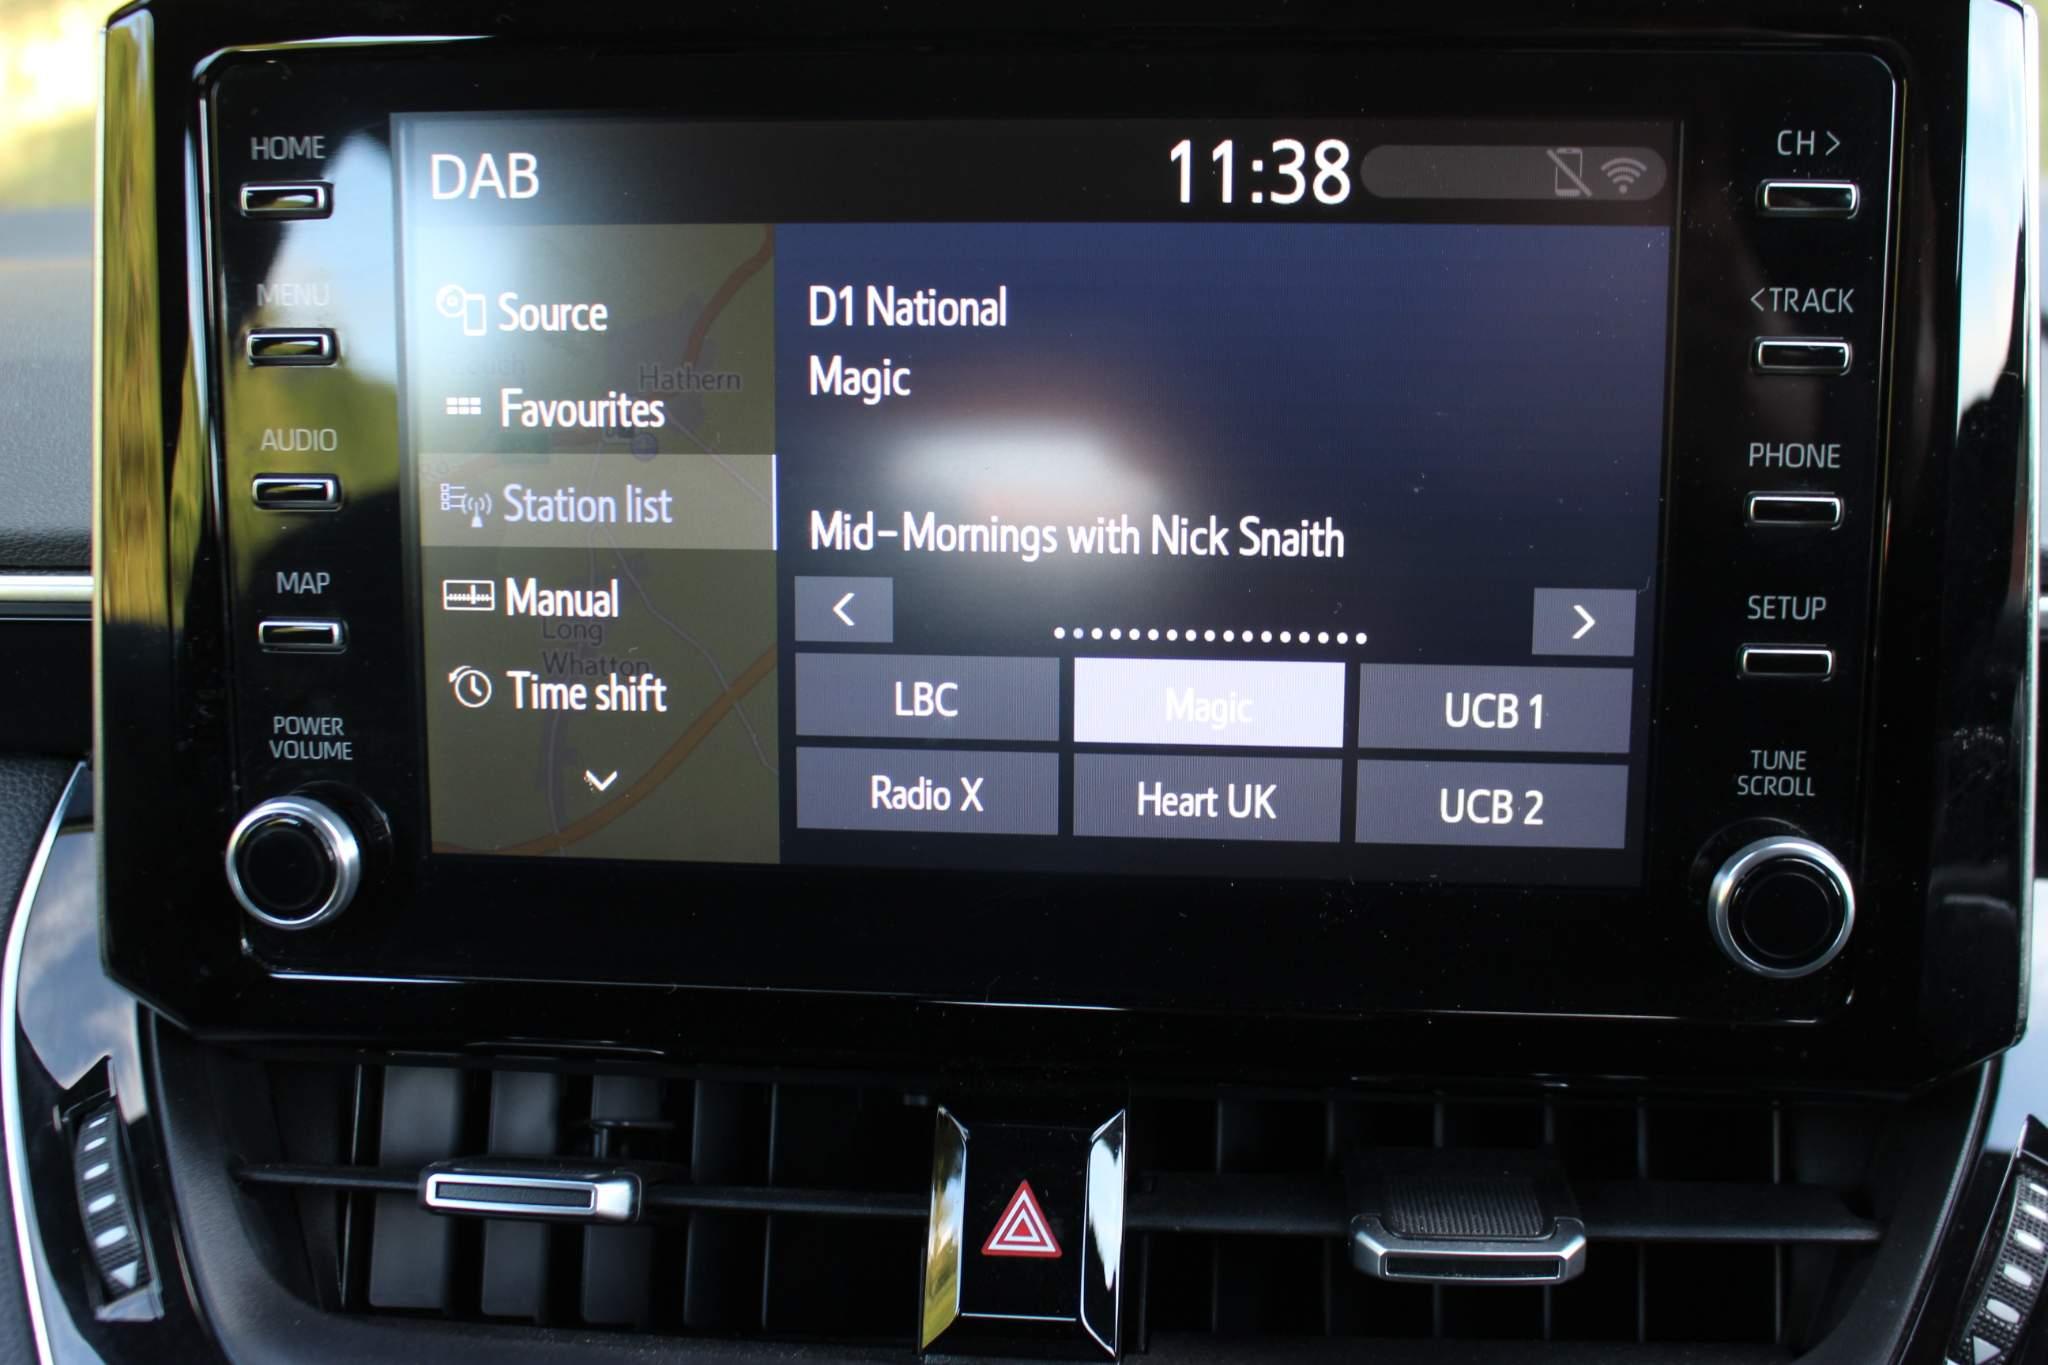 HOME
MENU
AUDIO
MAP
POWER
VOLUME
DAB
11:38
Source
Favourites
Station list
Manual
Time shift
Hathern
Long
Whatton
D1 National
Magic
Mid-Mornings with Nick Snaith
<
>
LBC
Magic
UCB 1
Radio X
Heart UK
UCB 2
CH >
<TRACK
PHONE
SETUP
TUNE
SCROLL